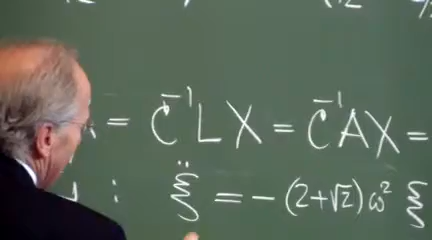 = C⁻¹LX = C⁻¹AX =
: ξ̈ = -(2+√2)ω² ξ